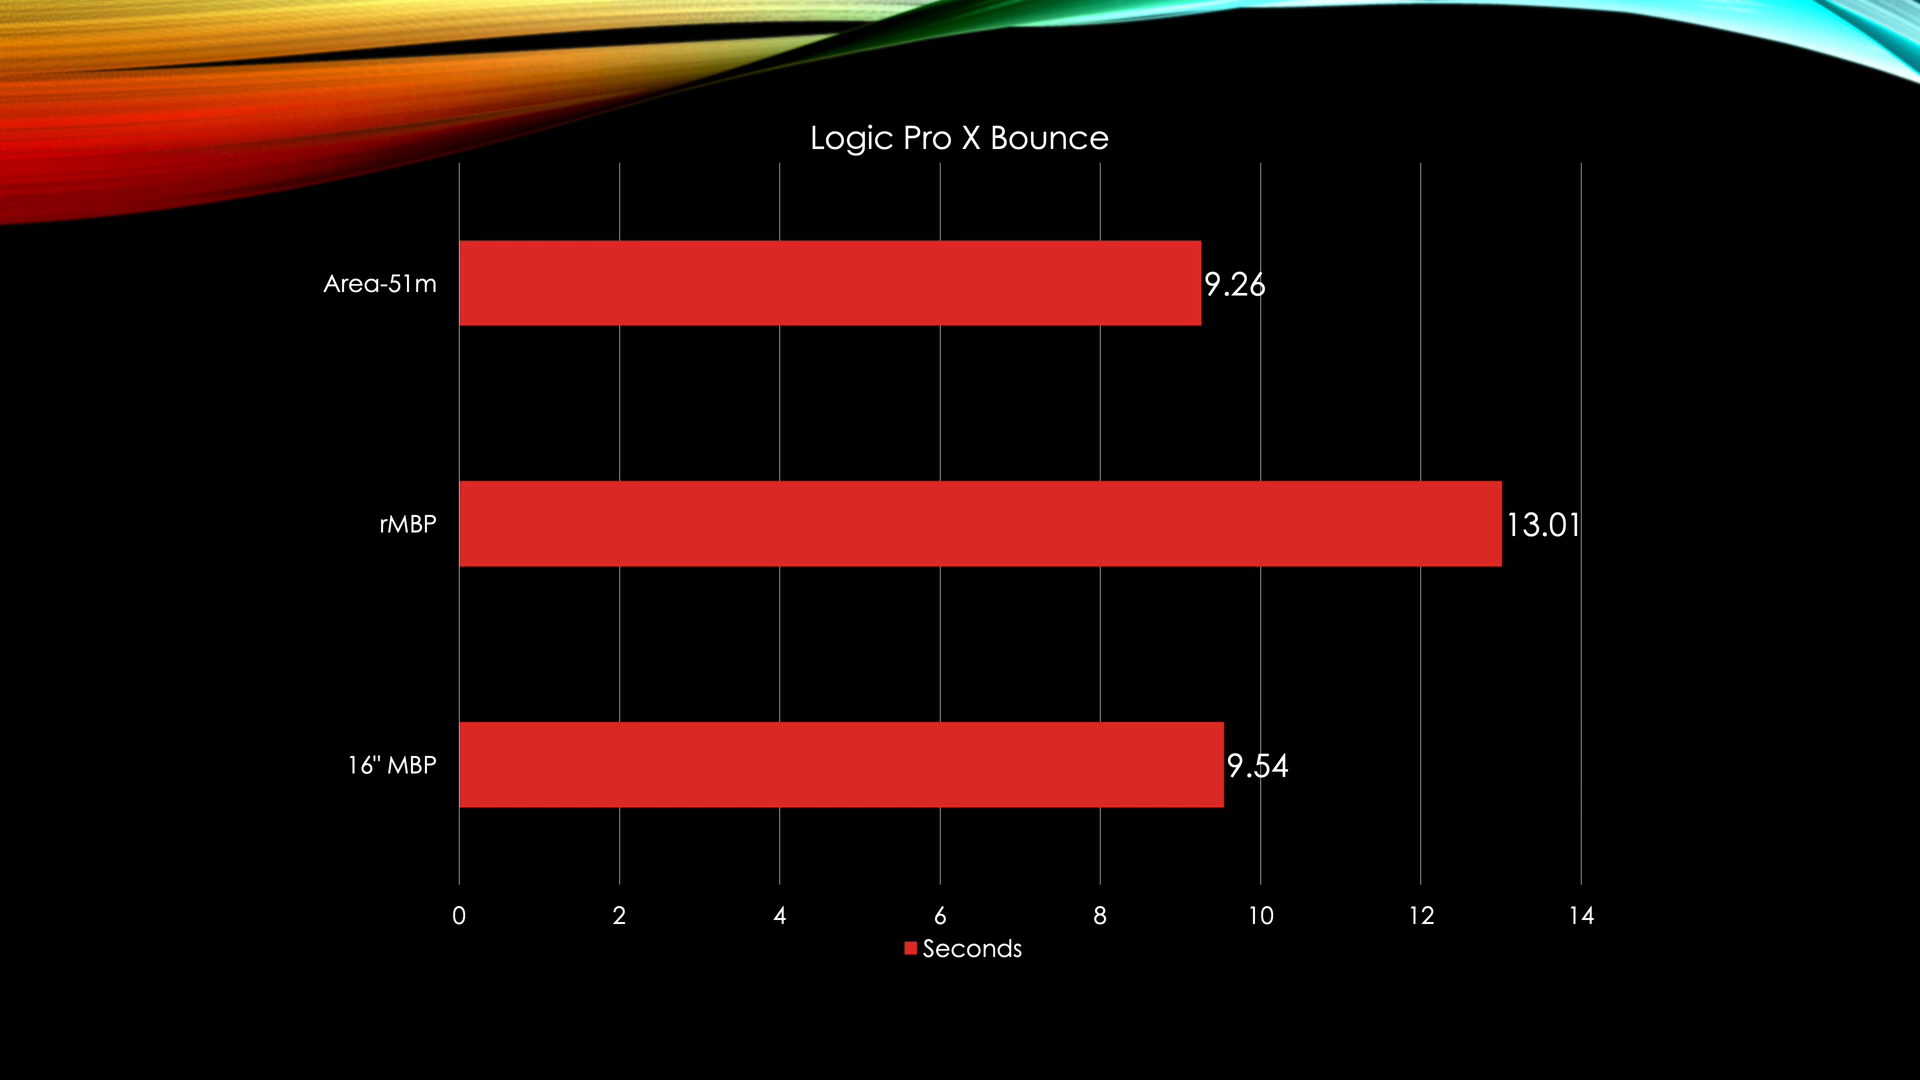 Logic Pro X Bounce
Area-51m
9.26
rMBP
13.01
16" MBP
9.54
0 2 4 6 8 10 12 14
Seconds